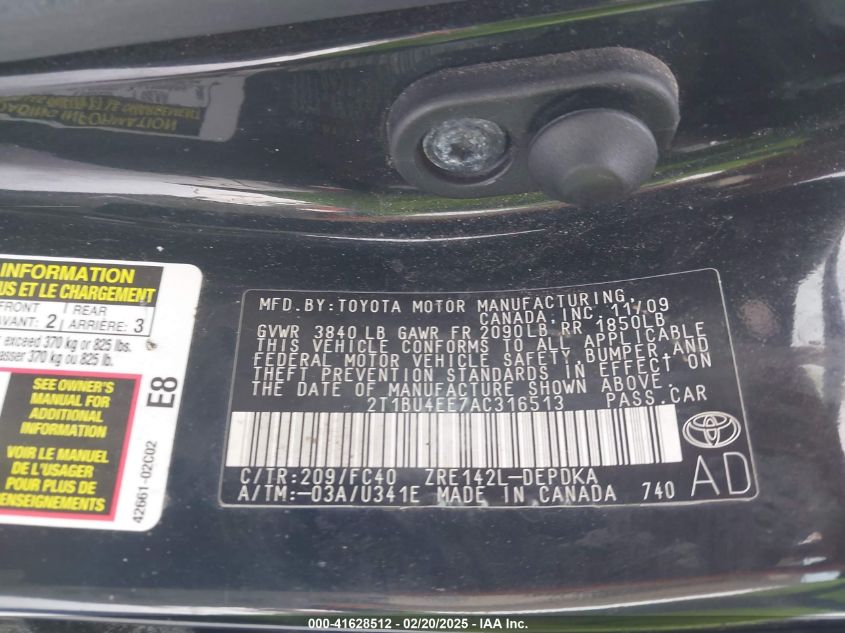 INFORMATION
US ET LE CHARGEMENT
FRONT
AVANT: 2
REAR
ARRIÈRE: 3
exceed 370 kg or 825 lbs.
passer 370 kg ou 825 lb.
SEE OWNER'S
MANUAL FOR
ADDITIONAL
INFORMATION
VOIR LE MANUEL
DE L'USAGER
POUR PLUS DE
RENSEIGNEMENTS
E8
42661-02C02
MFD. BY: TOYOTA MOTOR MANUFACTURING,
CANADA, INC. 11/09
GVWR 3840 LB GAWR FR 2090LB RR 1850LB
THIS VEHICLE CONFORMS TO ALL APPLICABLE
FEDERAL MOTOR VEHICLE SAFETY, BUMPER, AND
THEFT PREVENTION STANDARDS IN EFFECT ON
THE DATE OF MANUFACTURE SHOWN ABOVE.
2T1BU4EE7AC316513 PASS. CAR
C/TR: 209/FC40 ZRE142L-DEPDKA
A/TM: -03A/U341E MADE IN CANADA 740
TOYOTA
AD
000-41628512 - 02/20/2025 - IAA Inc.